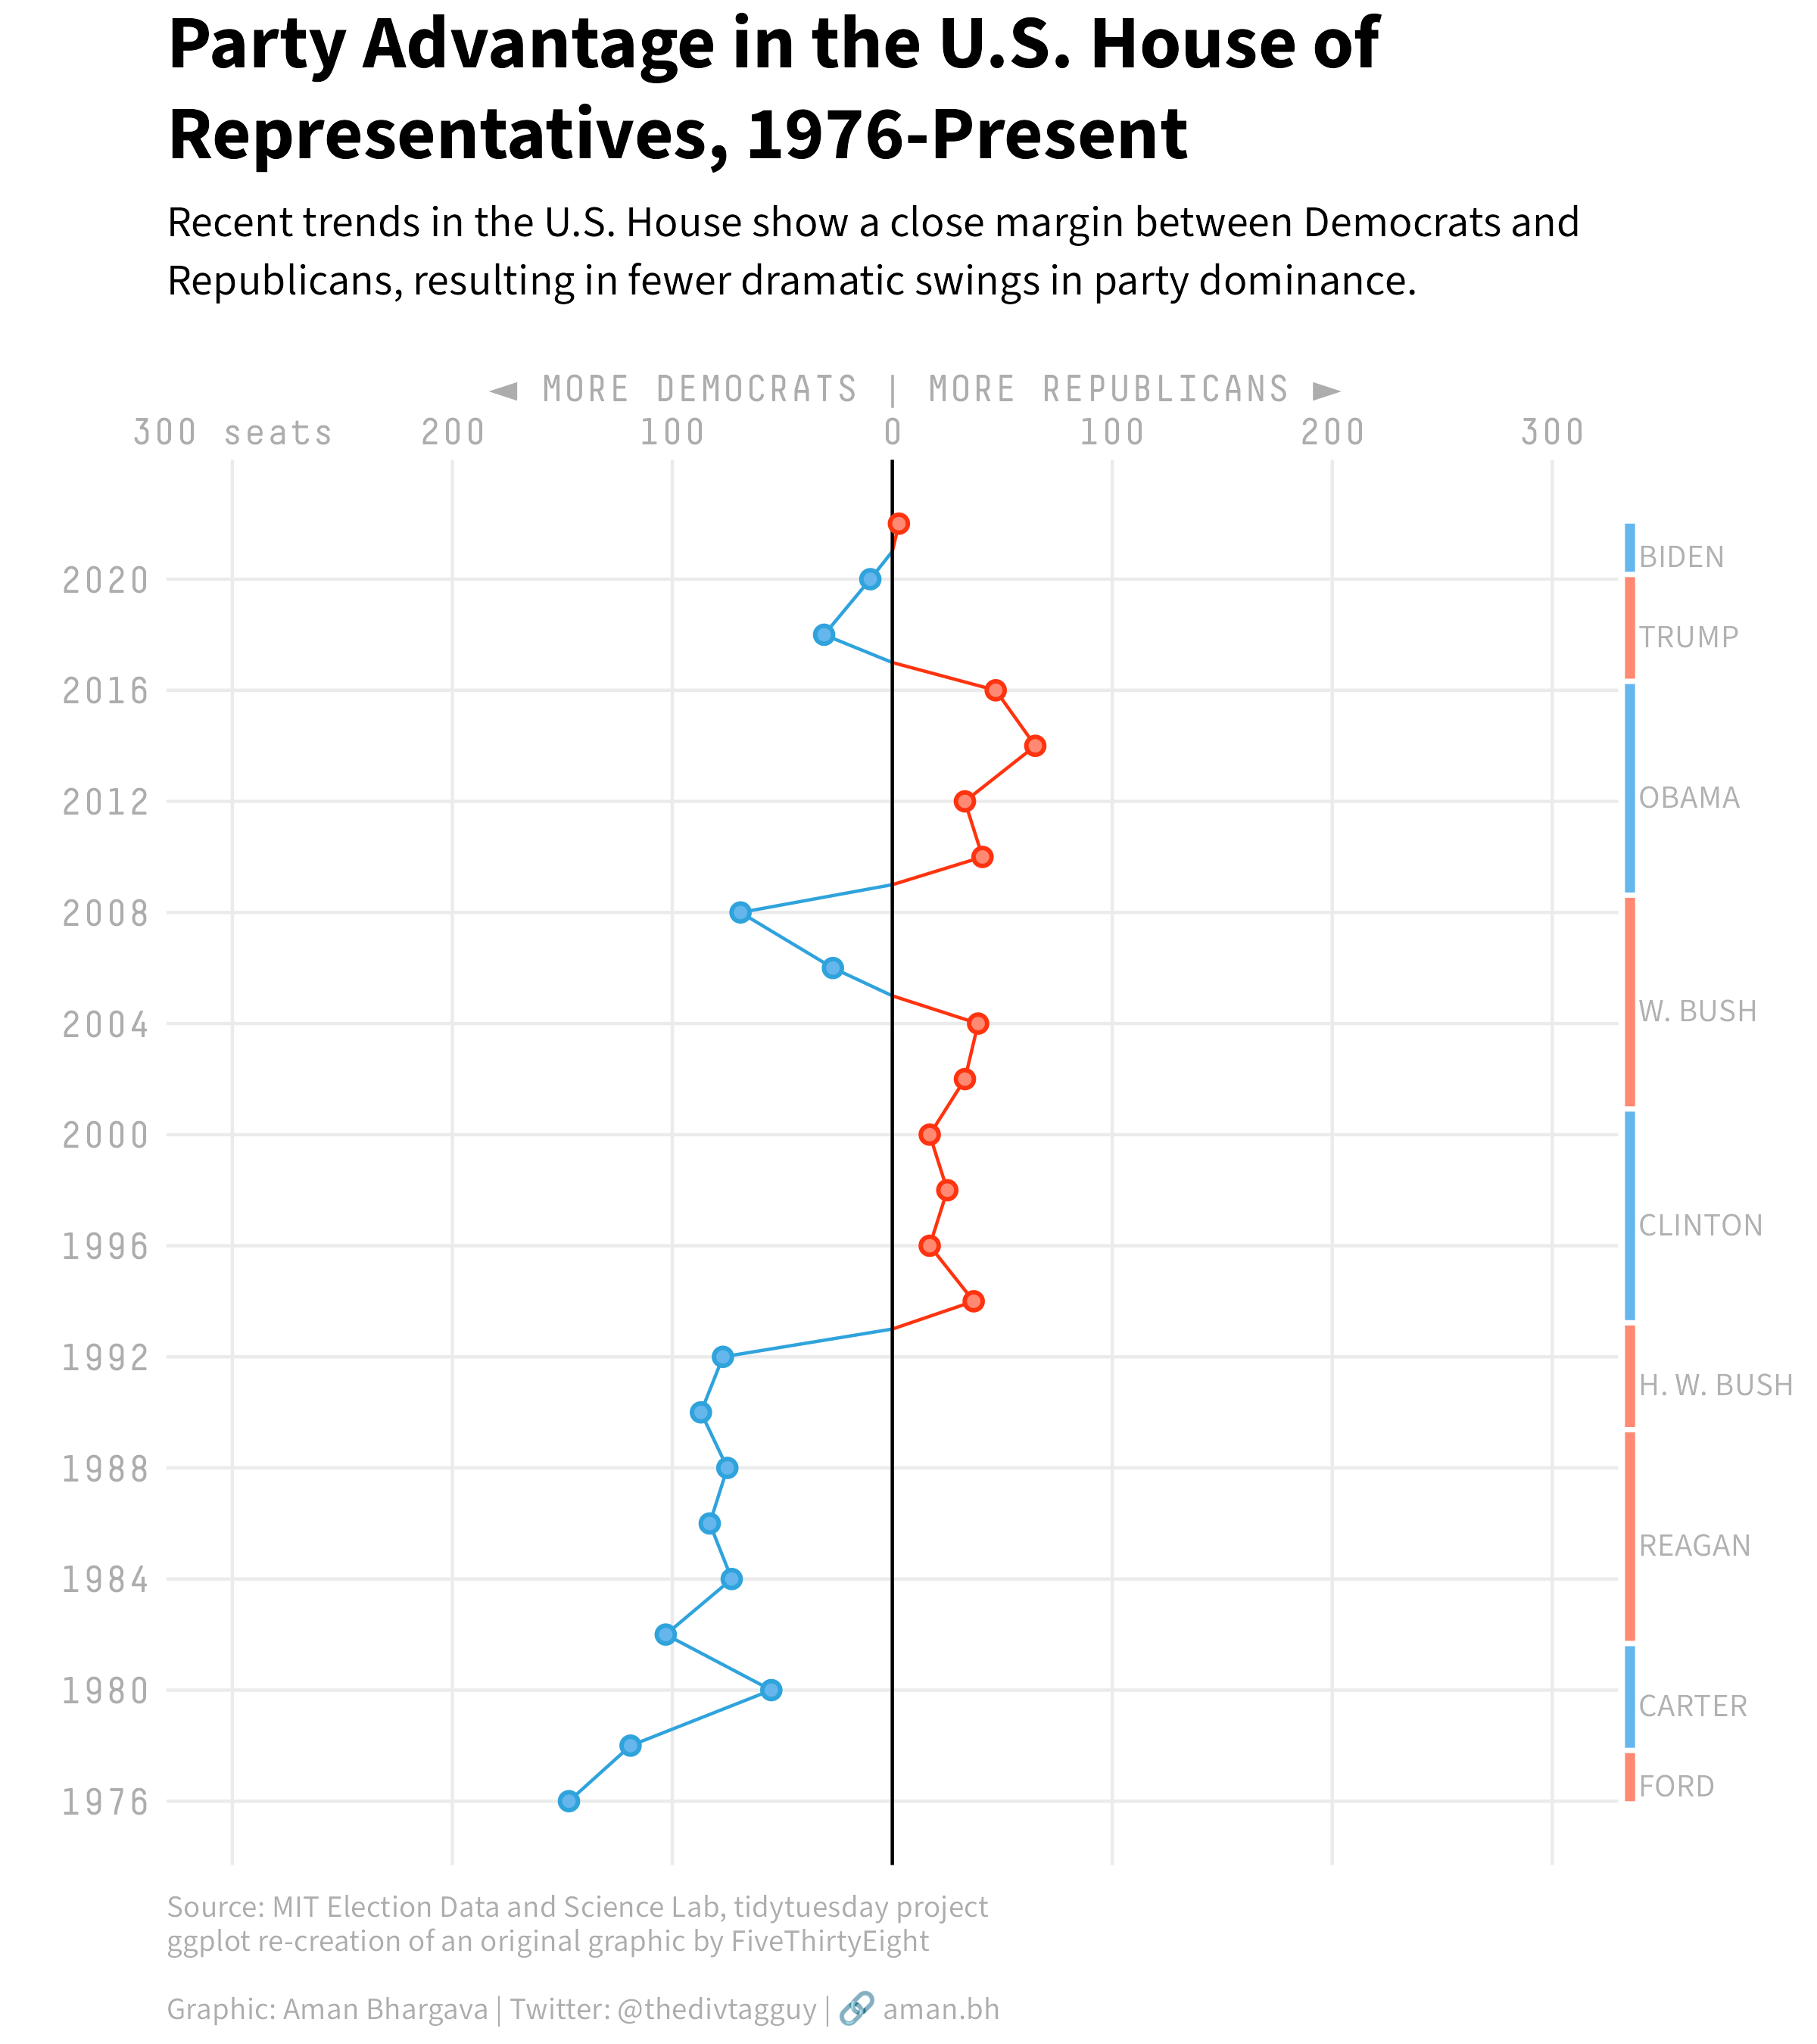 Party Advantage in the U.S. House of
Representatives, 1976-Present
Recent trends in the U.S. House show a close margin between Democrats and
Republicans, resulting in fewer dramatic swings in party dominance.
◄ MORE DEMOCRATS | MORE REPUBLICANS ►
300 seats 200 100 0 100 200 300
BIDEN
2020
TRUMP
2016
OBAMA
2012
2008
W. BUSH
2004
2000
CLINTON
1996
1992
H. W. BUSH
1988
REAGAN
1984
1980
CARTER
FORD
1976
Source: MIT Election Data and Science Lab, tidytuesday project
ggplot re-creation of an original graphic by FiveThirtyEight
Graphic: Aman Bhargava | Twitter: @thedivtagguy | 🔗 aman.bh